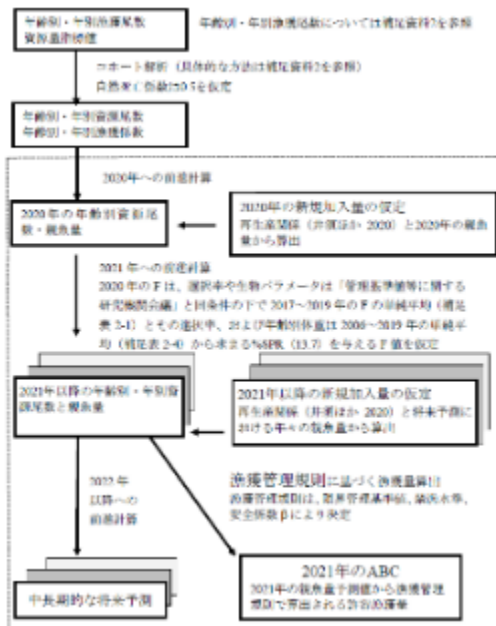 年齢別・年別漁獲尾数
資源量指標値
年齢別・年別漁獲尾数については補足資料2を参照
コホート解析（具体的な方法は補足資料2を参照）
自然死亡係数は0.5を仮定
年齢別・年別資源尾数
年齢別・年別漁獲係数
2020年への前進計算
2020年の年齢別資源尾
数・親魚量
2020年の新規加入量の仮定
再生産関係（井須ほか 2020）と2020年の親魚
量から算出
2021年への前進計算
2020年のFは、選択率や生物パラメータは「管理基準値等に関する
研究機関会議」と同条件の下で2017～2019年のFの単純平均（補足
表2-1）とその選択率、および年齢別体重は2006～2019年の単純平
均（補足表2-4）から求まる%SPR（13.7）を与えるF値を仮定
2021年以降の年齢別・年別資
源尾数と親魚量
2021年以降の新規加入量の仮定
再生産関係（井須ほか 2020）と将来予測に
おける年々の親魚量から算出
2022年
以降への
前進計算
漁獲管理規則に基づく漁獲量算出
漁獲管理規則は、限界管理基準値、禁漁水準、
安全係数βにより決定
中長期的な将来予測
2021年のABC
2021年の親魚量予測値から漁獲管理
規則で算出される許容漁獲量